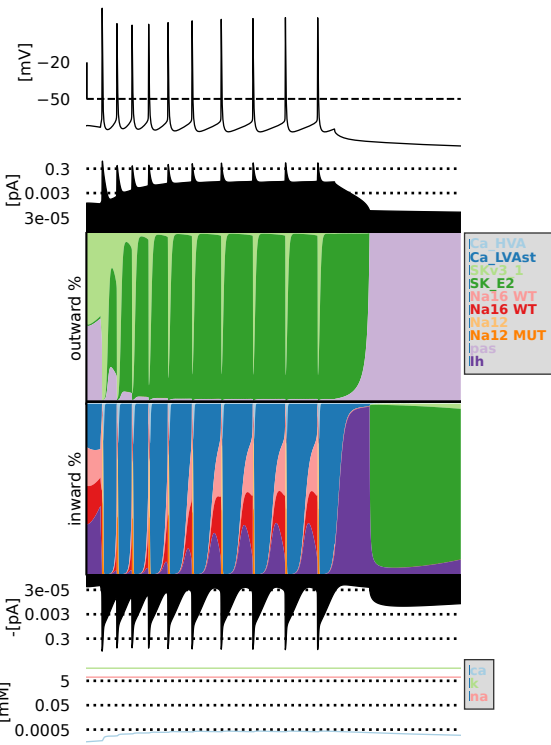 [mV]
−20
−50
[pA]
0.3
0.003
3e-05
outward %
Ca_HVA
Ca_LVAst
SKv3_1
SK_E2
Na16 WT
Na16 WT
Na12
Na12 MUT
pas
Ih
inward %
-[pA]
3e-05
0.003
0.3
[mM]
5
0.05
0.0005
ca
k
na